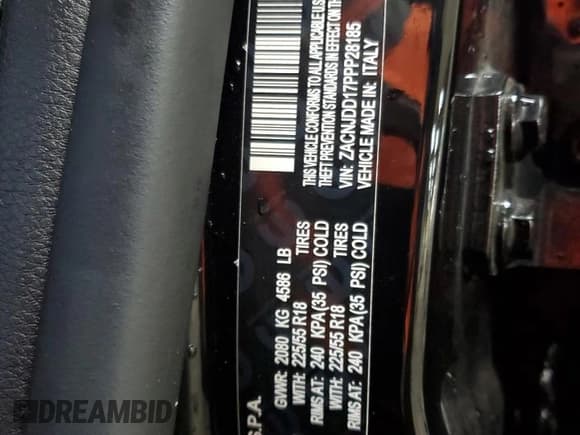 S.P.A.
GVWR: 2080 KG 4586 LB
WITH: 225/55 R18 TIRES
RIMS AT: 240 KPA (35 PSI) COLD
WITH: 225/55 R18 TIRES
RIMS AT: 240 KPA (35 PSI) COLD
THIS VEHICLE CONFORMS TO ALL APPLICABLE U.S.
THEFT PREVENTION STANDARDS IN EFFECT ON TH
VIN: ZACNJDD17PPP28185
VEHICLE MADE IN: ITALY
DREAMBID